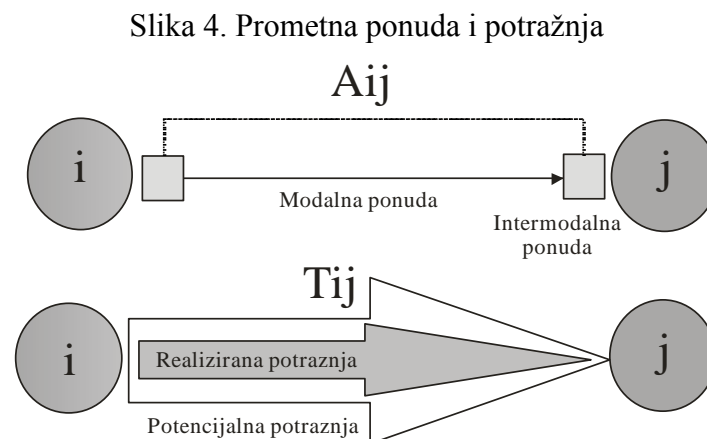 Slika 4. Prometna ponuda i potražnja
Aij
i
j
Modalna ponuda
Intermodalna
ponuda
Tij
i
j
Realizirana potraznja
Potencijalna potraznja